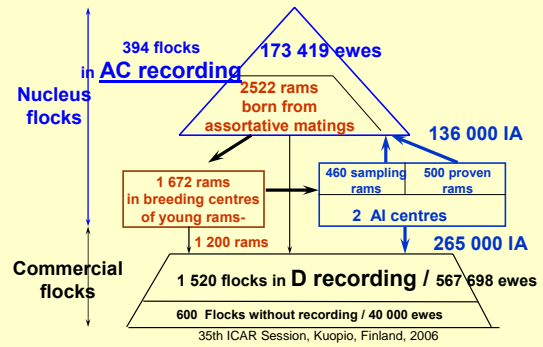 394 flocks
in AC recording
173 419 ewes
Nucleus
flocks
2522 rams
born from
assortative matings
136 000 IA
1 672 rams
in breeding centres
of young rams-
460 sampling
rams
500 proven
rams
2 AI centres
1 200 rams
265 000 IA
Commercial
flocks
1 520 flocks in D recording / 567 698 ewes
600 Flocks without recording / 40 000 ewes
35th ICAR Session, Kuopio, Finland, 2006